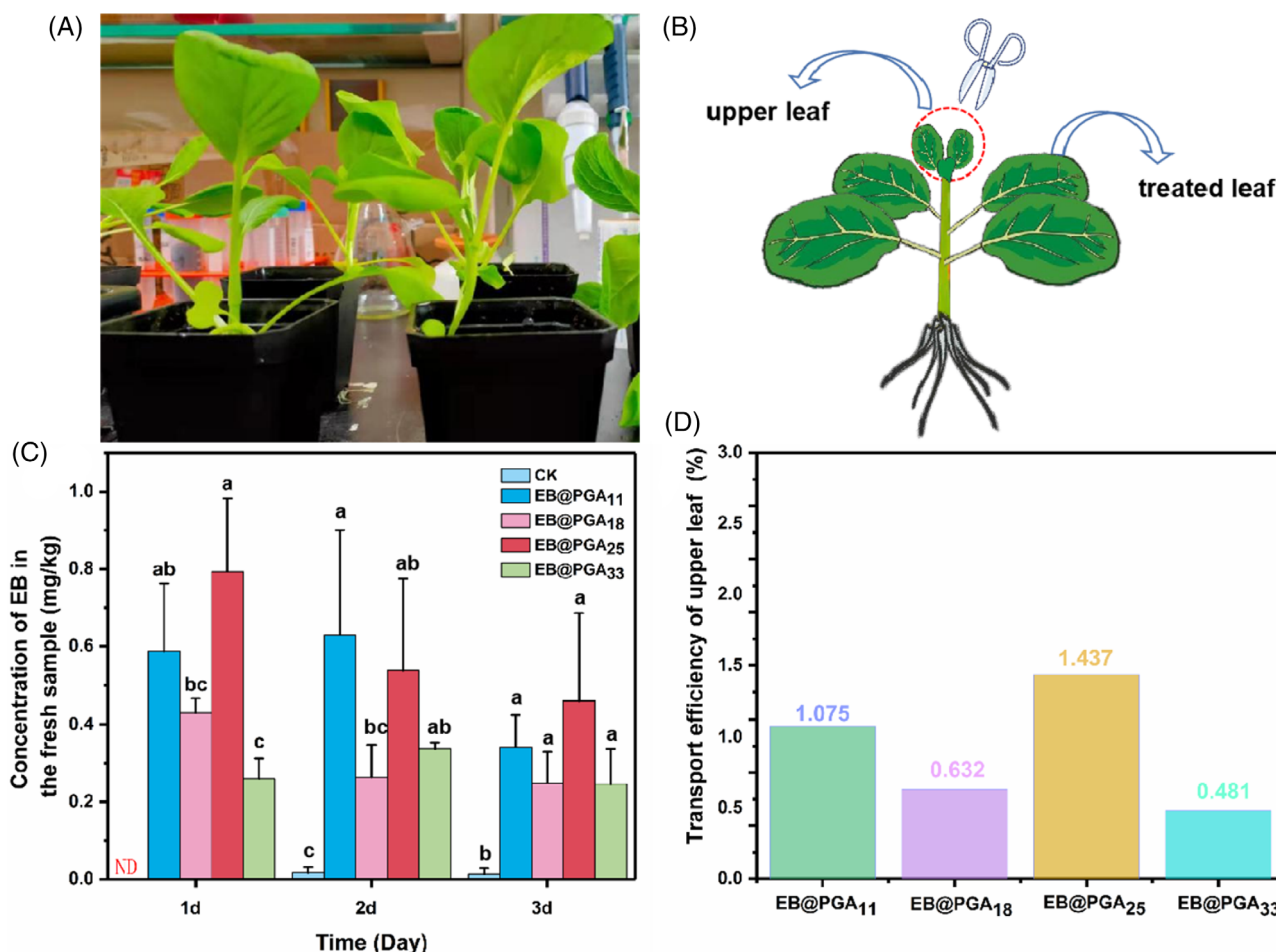 (A)
(B)
upper leaf
treated leaf
(C)
Concentration of EB in
the fresh sample (mg/kg)
1.0
0.8
0.6
0.4
0.2
0.0
CK
EB@PGA11
EB@PGA18
EB@PGA25
EB@PGA33
ND
ab
bc
a
c
c
a
bc
ab
ab
b
a
a
a
a
1d
2d
3d
Time (Day)
(D)
Transport efficiency of upper leaf (%)
3.0
2.5
2.0
1.5
1.0
0.5
0.0
1.075
0.632
1.437
0.481
EB@PGA11
EB@PGA18
EB@PGA25
EB@PGA33